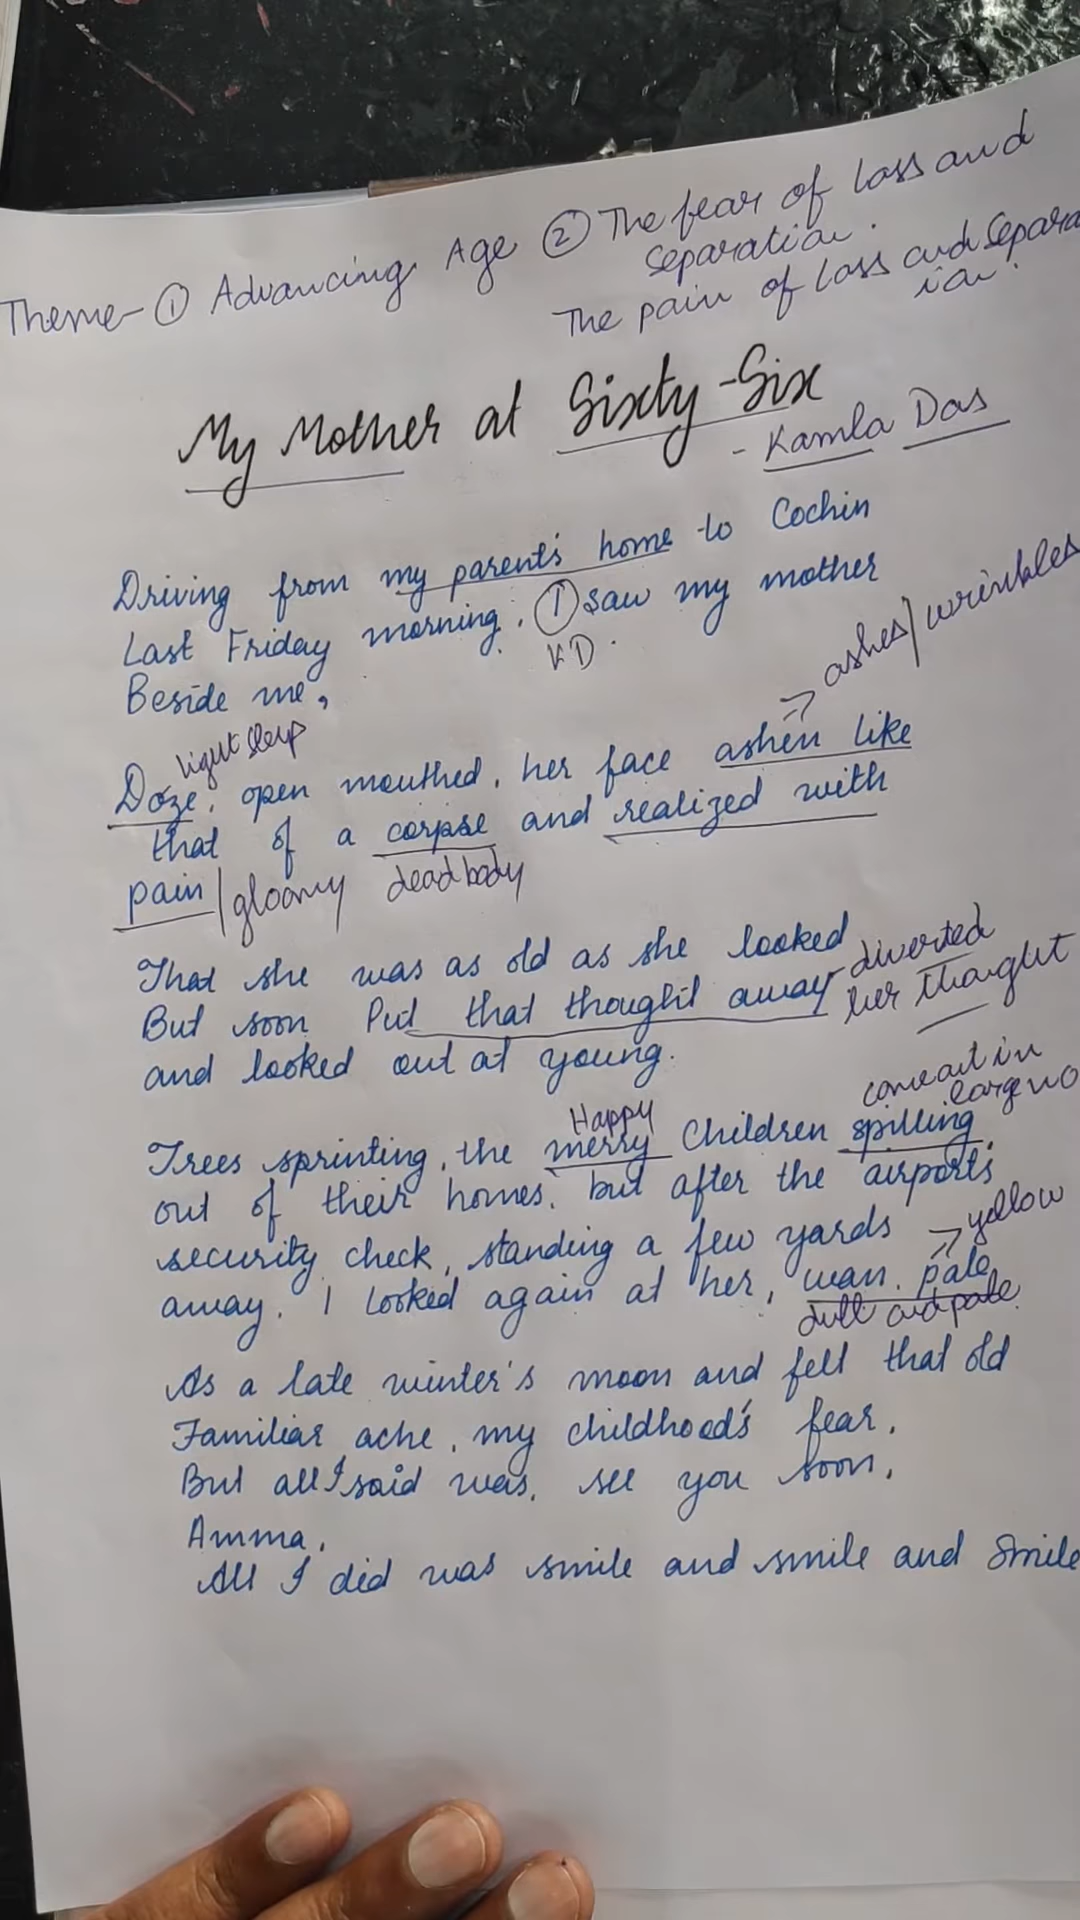 Theme- ① Advancing Age ② The fear of loss and
Separation.
The pain of loss and Separa
ion.
My Mother at Sixty-Six
- Kamla Das
Driving from my parent's home to Cochin
Last Friday morning, I saw my mother
KD.
Beside me,
=> ashes/wrinkles
light sleep
Doze, open mouthed, her face ashen like
that of a corpse and realized with
pain/gloomy deadbody
That she was as old as she looked
diverted
But soon Put that thought away
her thought
and looked out at young.
come out in
large no
Happy
Trees sprinting, the merry Children spilling
out of their homes, but after the airports
security check, standing a few yards
=> yellow
away, I looked again at her, wan, pale
dull and pale
As a late winter's moon and felt that old
Familiar ache, my childhood's fear,
But all I said was, see you soon,
Amma,
All I did was smile and smile and Smile